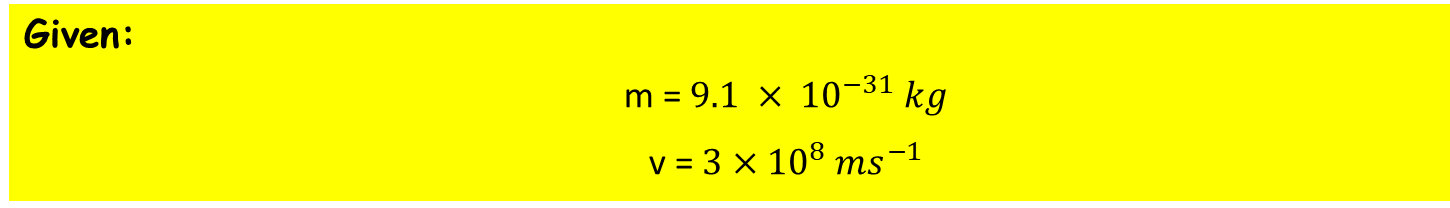 Given:
m = 9.1 × 10⁻³¹ kg
v = 3 × 10⁸ ms⁻¹